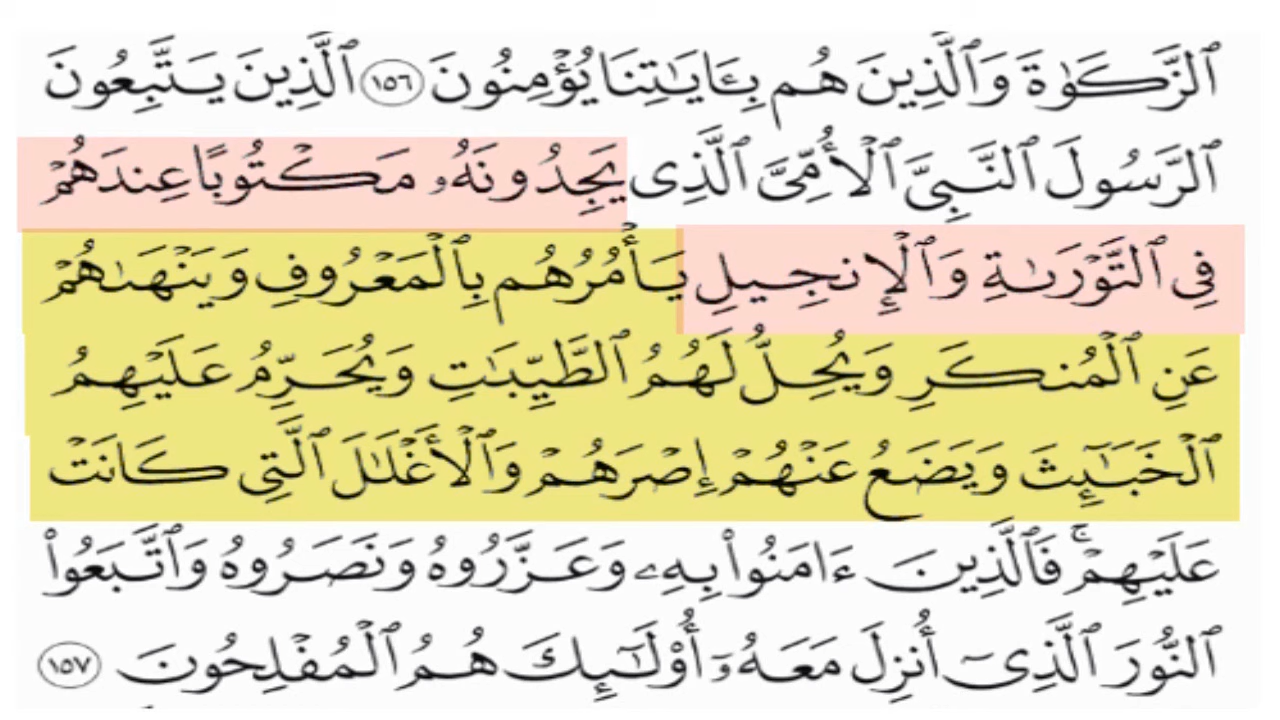 ٱلزَّكَوٰةَ وَٱلَّذِينَ هُم بِـَٔايَٰتِنَا يُؤْمِنُونَ ١٥٦ ٱلَّذِينَ يَتَّبِعُونَ
ٱلرَّسُولَ ٱلنَّبِىَّ ٱلْأُمِّىَّ ٱلَّذِى يَجِدُونَهُۥ مَكْتُوبًا عِندَهُمْ
فِى ٱلتَّوْرَىٰةِ وَٱلْإِنجِيلِ يَأْمُرُهُم بِٱلْمَعْرُوفِ وَيَنْهَىٰهُمْ
عَنِ ٱلْمُنكَرِ وَيُحِلُّ لَهُمُ ٱلطَّيِّبَٰتِ وَيُحَرِّمُ عَلَيْهِمُ
ٱلْخَبَٰٓئِثَ وَيَضَعُ عَنْهُمْ إِصْرَهُمْ وَٱلْأَغْلَٰلَ ٱلَّتِى كَانَتْ
عَلَيْهِمْ ۚ فَٱلَّذِينَ ءَامَنُوا۟ بِهِۦ وَعَزَّرُوهُ وَنَصَرُوهُ وَٱتَّبَعُوا۟
ٱلنُّورَ ٱلَّذِىٓ أُنزِلَ مَعَهُۥٓ أُو۟لَٰٓئِكَ هُمُ ٱلْمُفْلِحُونَ ١٥٧